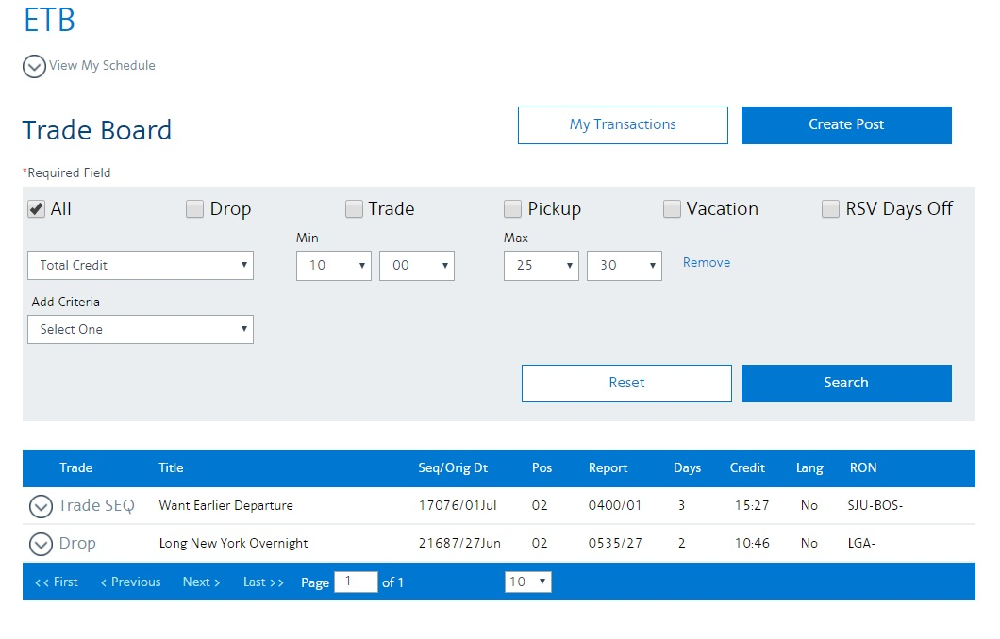 ETB
View My Schedule
Trade Board
My Transactions
Create Post
*Required Field
All Drop Trade Pickup Vacation RSV Days Off
Min Max
Total Credit 10 00 25 30 Remove
Add Criteria
Select One
Reset Search
Trade Title Seq/Orig Dt Pos Report Days Credit Lang RON
Trade SEQ Want Earlier Departure 17076/01Jul 02 0400/01 3 15:27 No SJU-BOS-
Drop Long New York Overnight 21687/27Jun 02 0535/27 2 10:46 No LGA-
<< First < Previous Next > Last >> Page 1 of 1 10